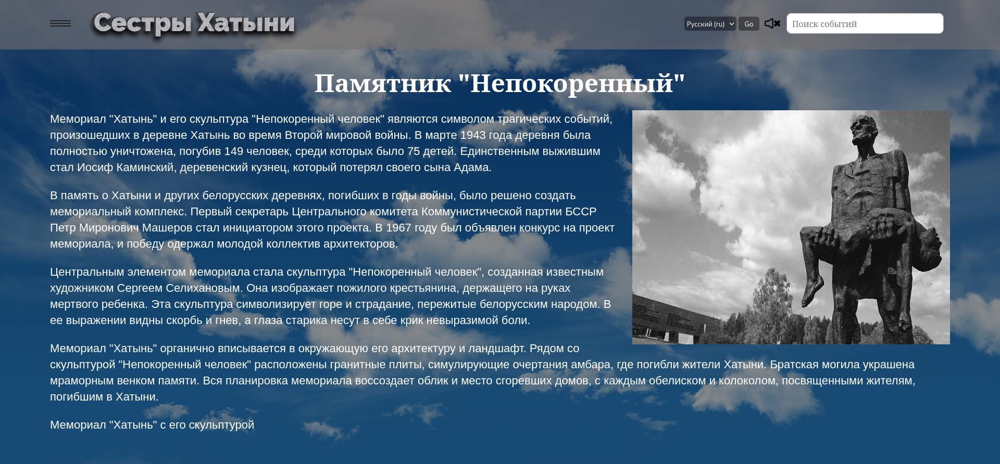 Сестры Хатыни
Русский (ru)
Go
Поиск событий
Памятник "Непокоренный"
Мемориал "Хатынь" и его скульптура "Непокоренный человек" являются символом трагических событий,
произошедших в деревне Хатынь во время Второй мировой войны. В марте 1943 года деревня была
полностью уничтожена, погубив 149 человек, среди которых было 75 детей. Единственным выжившим
стал Иосиф Каминский, деревенский кузнец, который потерял своего сына Адама.
В память о Хатыни и других белорусских деревнях, погибших в годы войны, было решено создать
мемориальный комплекс. Первый секретарь Центрального комитета Коммунистической партии БССР
Петр Миронович Машеров стал инициатором этого проекта. В 1967 году был объявлен конкурс на проект
мемориала, и победу одержал молодой коллектив архитекторов.
Центральным элементом мемориала стала скульптура "Непокоренный человек", созданная известным
художником Сергеем Селихановым. Она изображает пожилого крестьянина, держащего на руках
мертвого ребенка. Эта скульптура символизирует горе и страдание, пережитые белорусским народом. В
ее выражении видны скорбь и гнев, а глаза старика несут в себе крик невыразимой боли.
Мемориал "Хатынь" органично вписывается в окружающую его архитектуру и ландшафт. Рядом со
скульптурой "Непокоренный человек" расположены гранитные плиты, симулирующие очертания амбара, где погибли жители Хатыни. Братская могила украшена
мраморным венком памяти. Вся планировка мемориала воссоздает облик и место сгоревших домов, с каждым обелиском и колоколом, посвященными жителям,
погибшим в Хатыни.
Мемориал "Хатынь" с его скульптурой